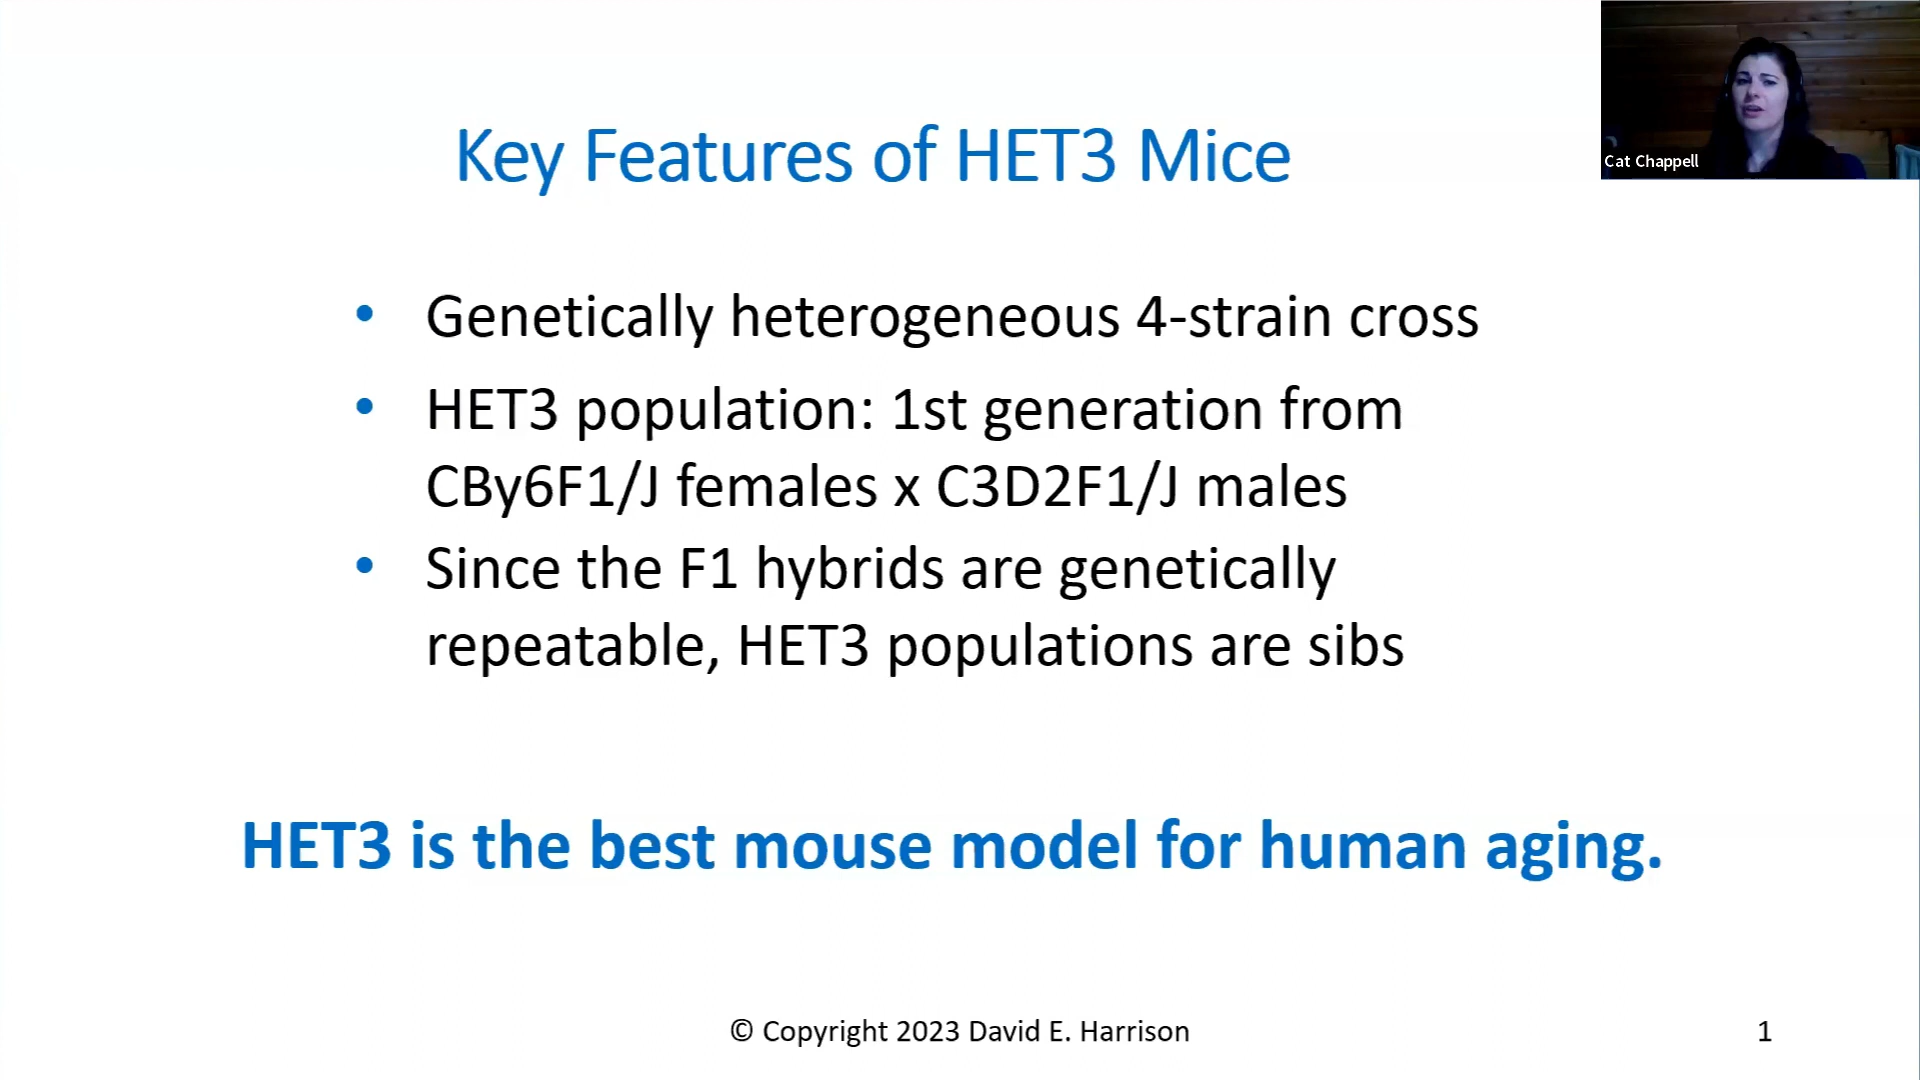 Cat Chappell
Key Features of HET3 Mice
• Genetically heterogeneous 4-strain cross
• HET3 population: 1st generation from
CBy6F1/J females x C3D2F1/J males
• Since the F1 hybrids are genetically
repeatable, HET3 populations are sibs
HET3 is the best mouse model for human aging.
© Copyright 2023 David E. Harrison
1